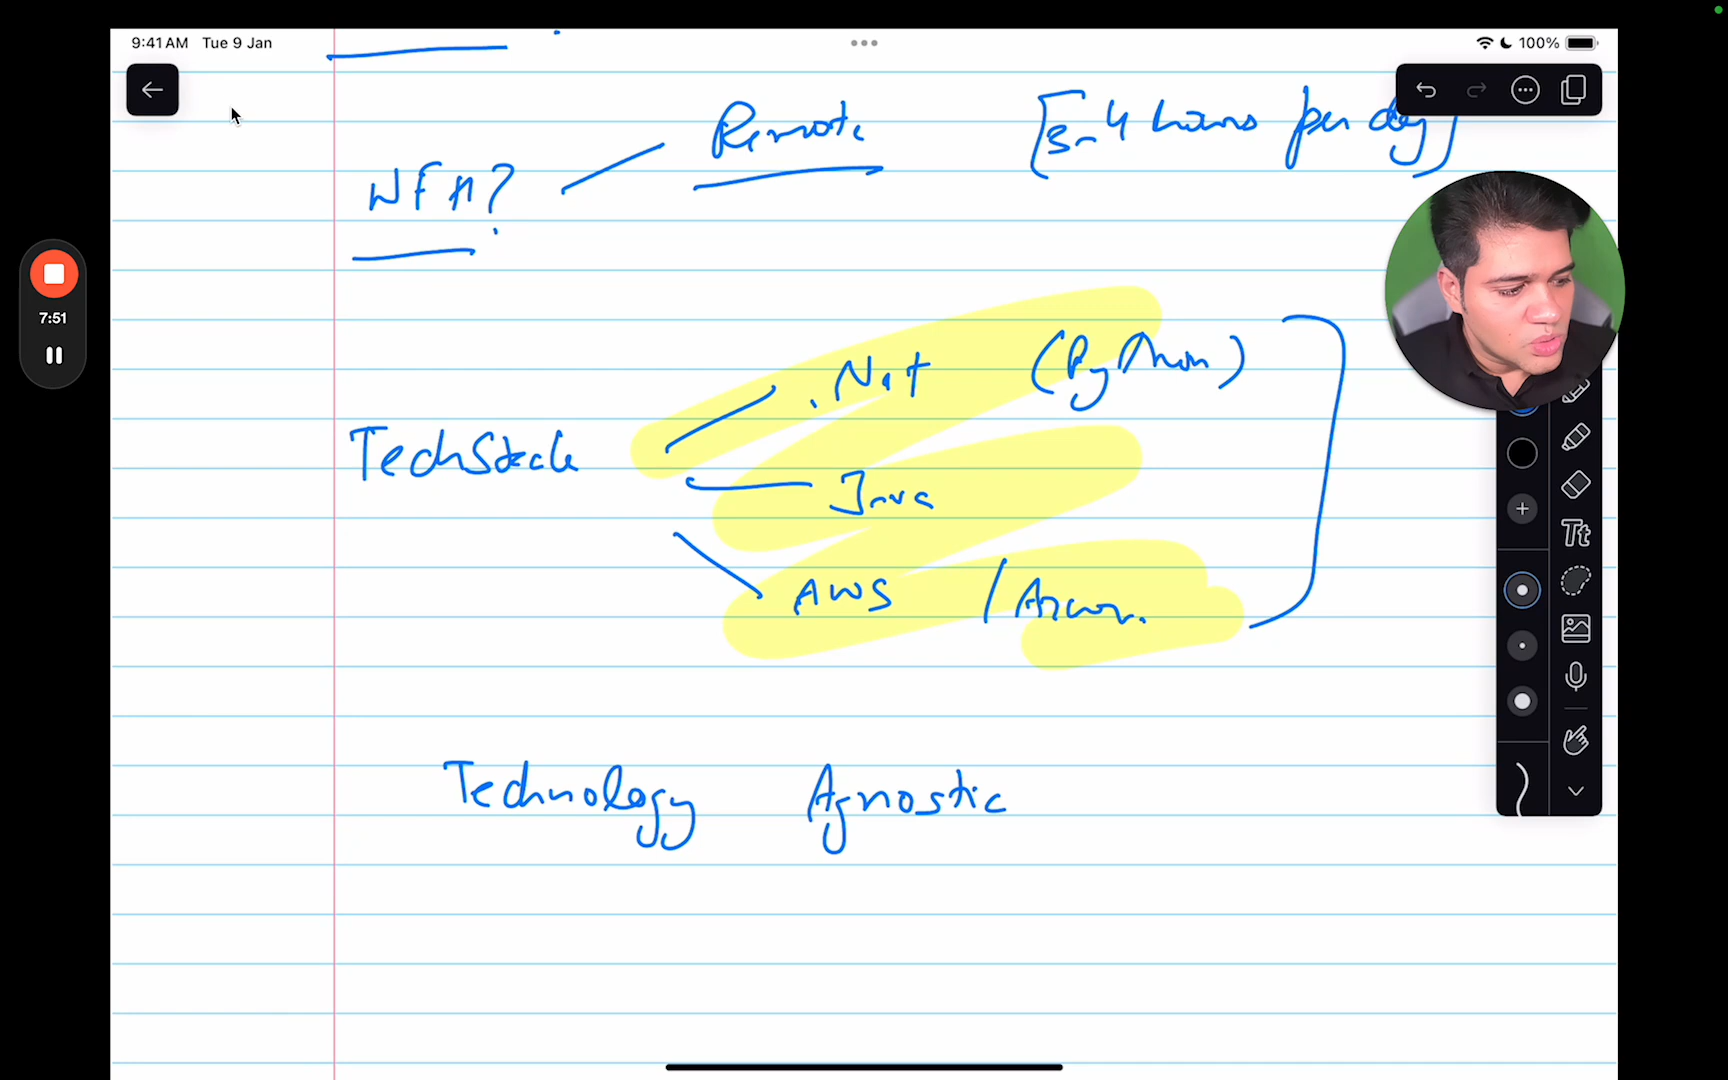 9:41 AM Tue 9 Jan
100%
Remote [3-4 hours per day]
WFH?
7:51
.Net (Python)
TechStack
Java
AWS / Azure.
Tt
Technology Agnostic